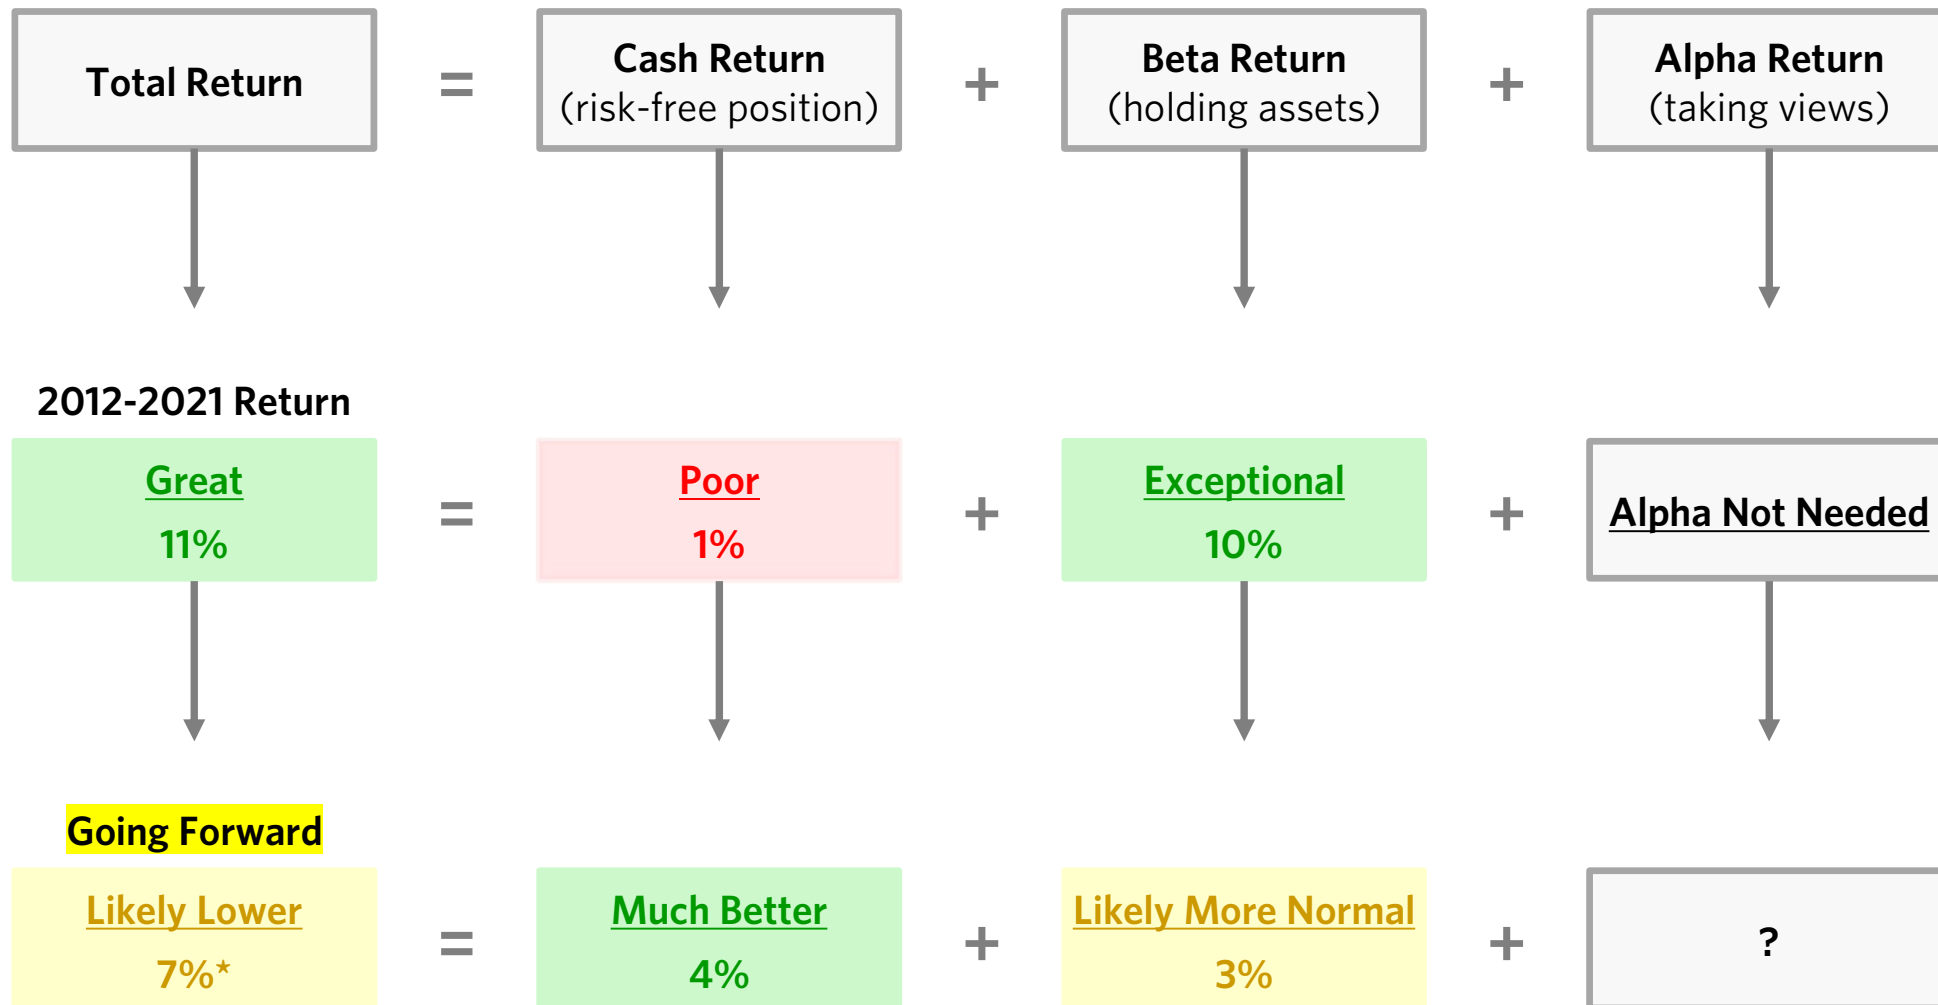 Total Return
=
Cash Return
(risk-free position)
+
Beta Return
(holding assets)
+
Alpha Return
(taking views)
2012-2021 Return
Great
11%
=
Poor
1%
+
Exceptional
10%
+
Alpha Not Needed
Going Forward
Likely Lower
7%*
=
Much Better
4%
+
Likely More Normal
3%
+
?